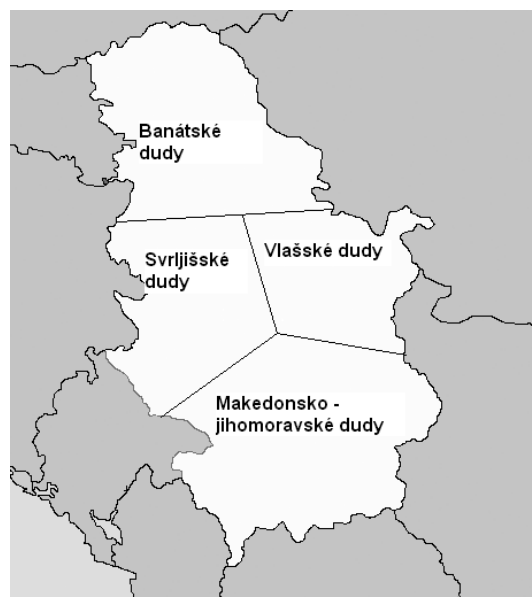 Banátské
dudy
Svrljišské
dudy
Vlašské dudy
Makedonsko -
jihomoravské dudy